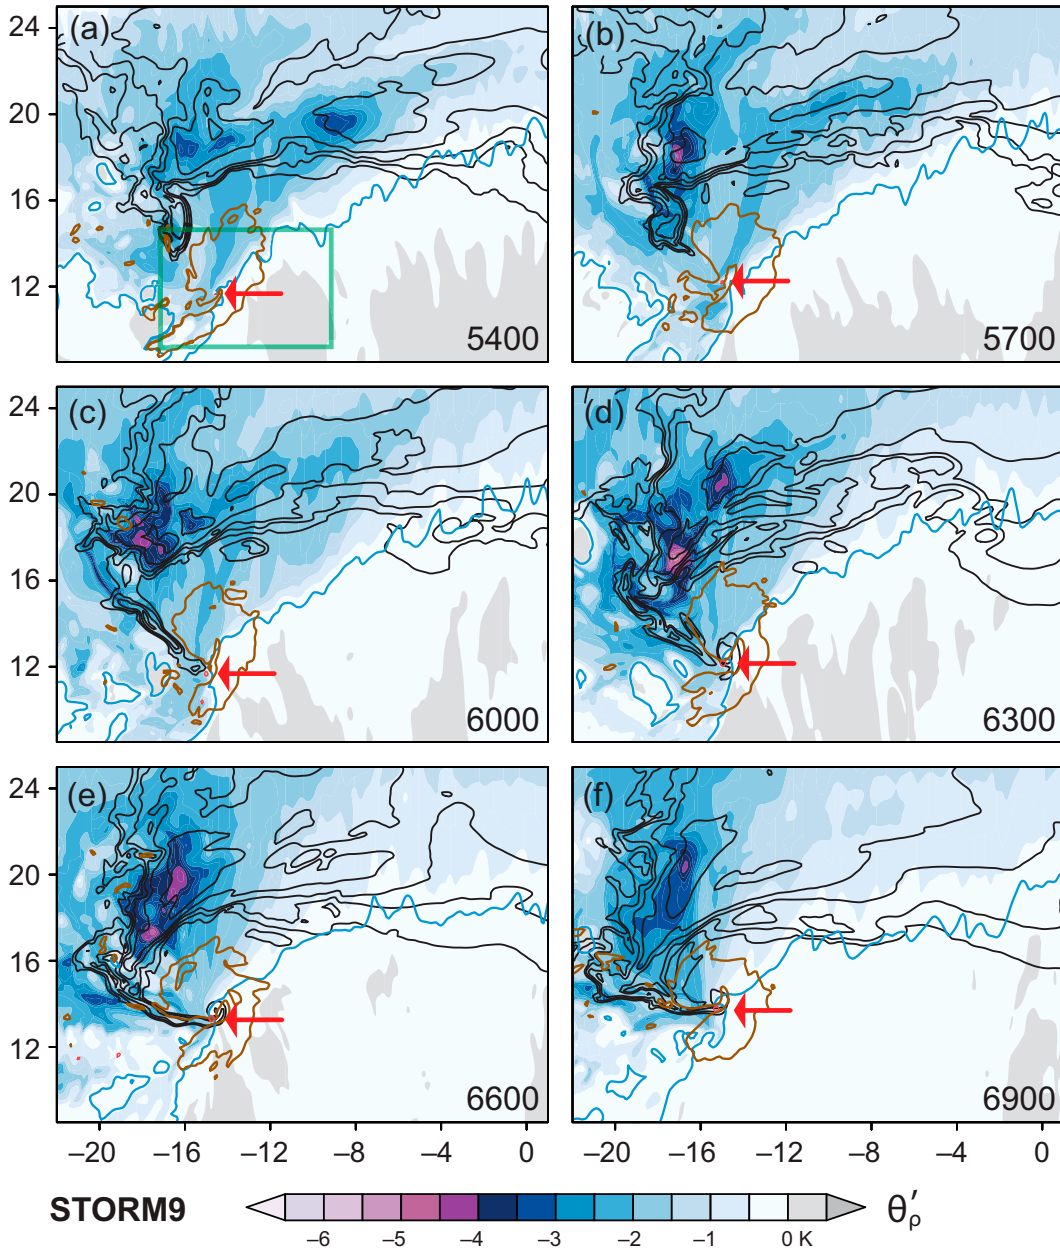 24
(a)
(b)
20
16
12
5400
5700
24
(c)
(d)
20
16
12
6000
6300
24
(e)
(f)
20
16
12
6600
6900
–20 –16 –12 –8 –4 0 –20 –16 –12 –8 –4 0
STORM9
θρ′
–6 –5 –4 –3 –2 –1 0 K